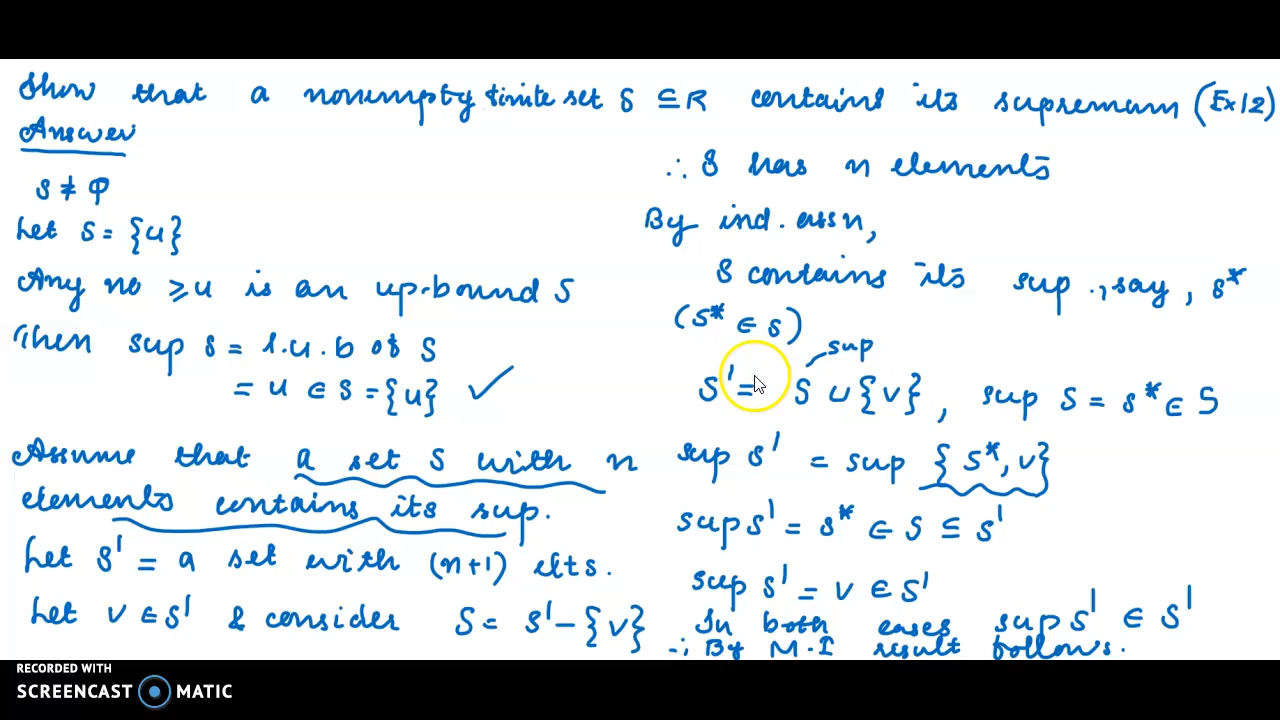 Show that a nonempty finite set S ⊆ R contains its supremum (Ex12)
Answer
S ≠ φ
Let S = {u}
Any no ≥ u is an up. bound S
Then sup S = l.u.b of S
= u ∈ S = {u} ✓
Assume that a set S with n
elements contains its sup.
Let S' = a set with (n+1) elts.
Let v ∈ S' & consider S = S' - {v}
∴ S has n elements
By ind. assn,
S contains its sup ., say, s*
(S* ∈ S)
sup
S' = S ∪ {v}, sup S = s* ∈ S
sup S' = sup {S*, v}
sup S' = s* ∈ S ⊆ S'
sup S' = v ∈ S'
In both cases sup S' ∈ S'
∴ By M.I result follows.
RECORDED WITH
SCREENCAST MATIC